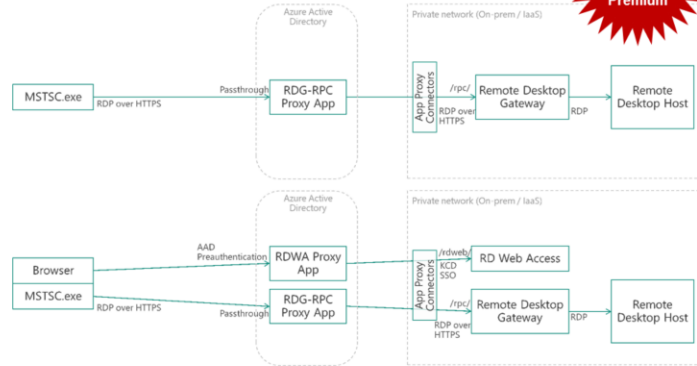 Premium
Azure Active
Directory
Private network (On-prem / IaaS)
MSTSC.exe
RDP over HTTPS
Passthrough
RDG-RPC
Proxy App
App Proxy
Connectors
/rpc/
RDP over
HTTPS
Remote Desktop
Gateway
RDP
Remote
Desktop Host
Azure Active
Directory
Private network (On-prem / IaaS)
Browser
MSTSC.exe
RDP over HTTPS
AAD
Preauthentication
Passthrough
RDWA Proxy
App
RDG-RPC
Proxy App
App Proxy
Connectors
/rdweb/
KCD
SSO
RD Web Access
/rpc/
RDP over
HTTPS
Remote Desktop
Gateway
RDP
Remote
Desktop Host